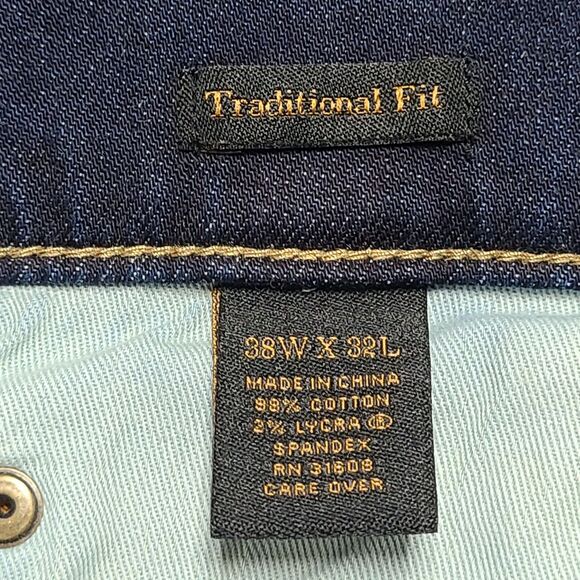 Traditional Fit
38W X 32L
MADE IN CHINA
98% COTTON
2% LYCRA ®
SPANDEX
RN 31608
CARE OVER